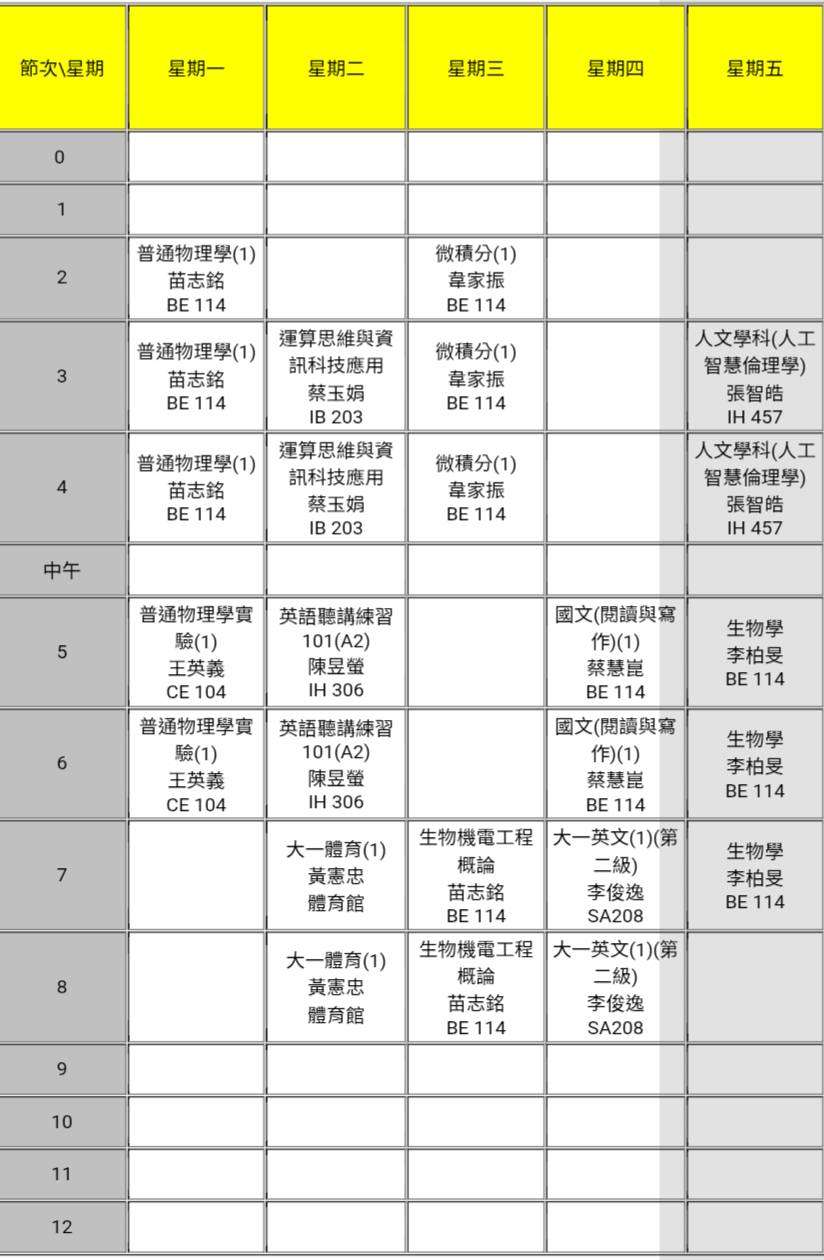 節次\星期 星期一 星期二 星期三 星期四 星期五
0
1
2
普通物理學(1)
苗志銘
BE 114
微積分(1)
韋家振
BE 114
3
普通物理學(1)
苗志銘
BE 114
運算思維與資
訊科技應用
蔡玉娟
IB 203
微積分(1)
韋家振
BE 114
人文學科(人工
智慧倫理學)
張智皓
IH 457
4
普通物理學(1)
苗志銘
BE 114
運算思維與資
訊科技應用
蔡玉娟
IB 203
微積分(1)
韋家振
BE 114
人文學科(人工
智慧倫理學)
張智皓
IH 457
中午
5
普通物理學實
驗(1)
王英義
CE 104
英語聽講練習
101(A2)
陳昱螢
IH 306
國文(閱讀與寫
作)(1)
蔡慧崑
BE 114
生物學
李柏旻
BE 114
6
普通物理學實
驗(1)
王英義
CE 104
英語聽講練習
101(A2)
陳昱螢
IH 306
國文(閱讀與寫
作)(1)
蔡慧崑
BE 114
生物學
李柏旻
BE 114
7
大一體育(1)
黃憲忠
體育館
生物機電工程
概論
苗志銘
BE 114
大一英文(1)(第
二級)
李俊逸
SA208
生物學
李柏旻
BE 114
8
大一體育(1)
黃憲忠
體育館
生物機電工程
概論
苗志銘
BE 114
大一英文(1)(第
二級)
李俊逸
SA208
9
10
11
12